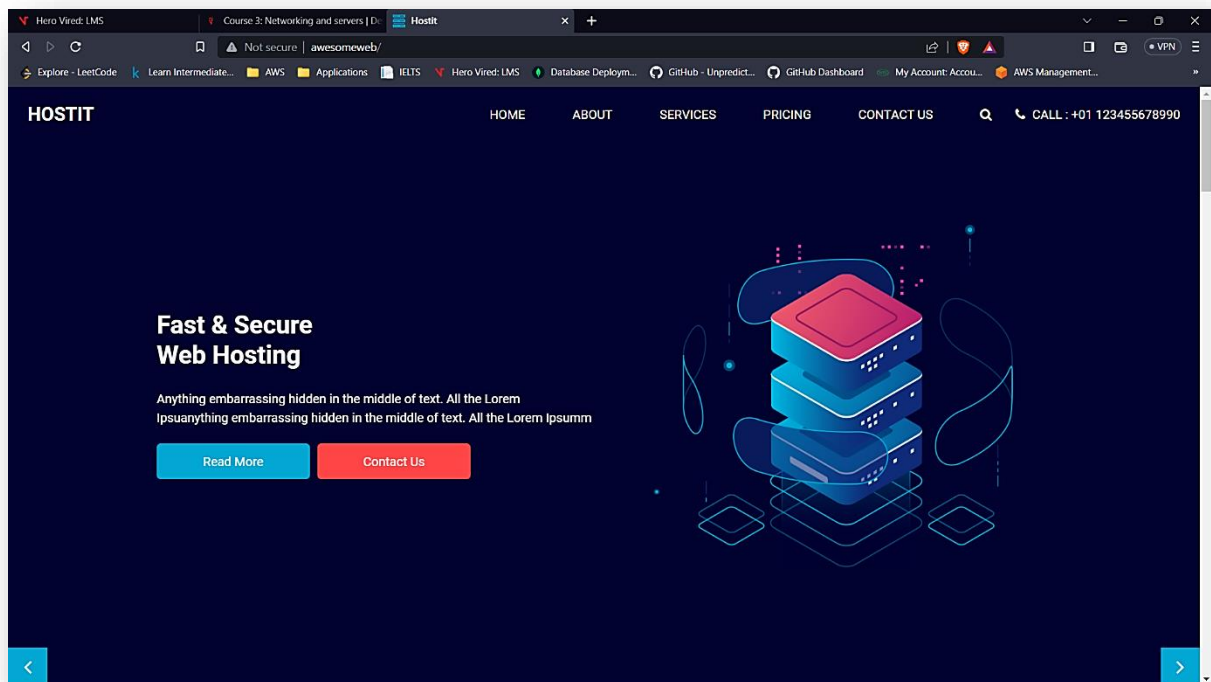 Hero Vired: LMS
Course 3: Networking and servers | De
Hostit
Not secure | awesomeweb/
VPN
Explore - LeetCode
Learn Intermediate...
AWS
Applications
IELTS
Hero Vired: LMS
Database Deploym...
GitHub - Unpredict...
GitHub Dashboard
My Account: Accou...
AWS Management...
»
HOSTIT
HOME
ABOUT
SERVICES
PRICING
CONTACT US
CALL : +01 123455678990
Fast & Secure
Web Hosting
Anything embarrassing hidden in the middle of text. All the Lorem
Ipsuanything embarrassing hidden in the middle of text. All the Lorem Ipsumm
Read More
Contact Us